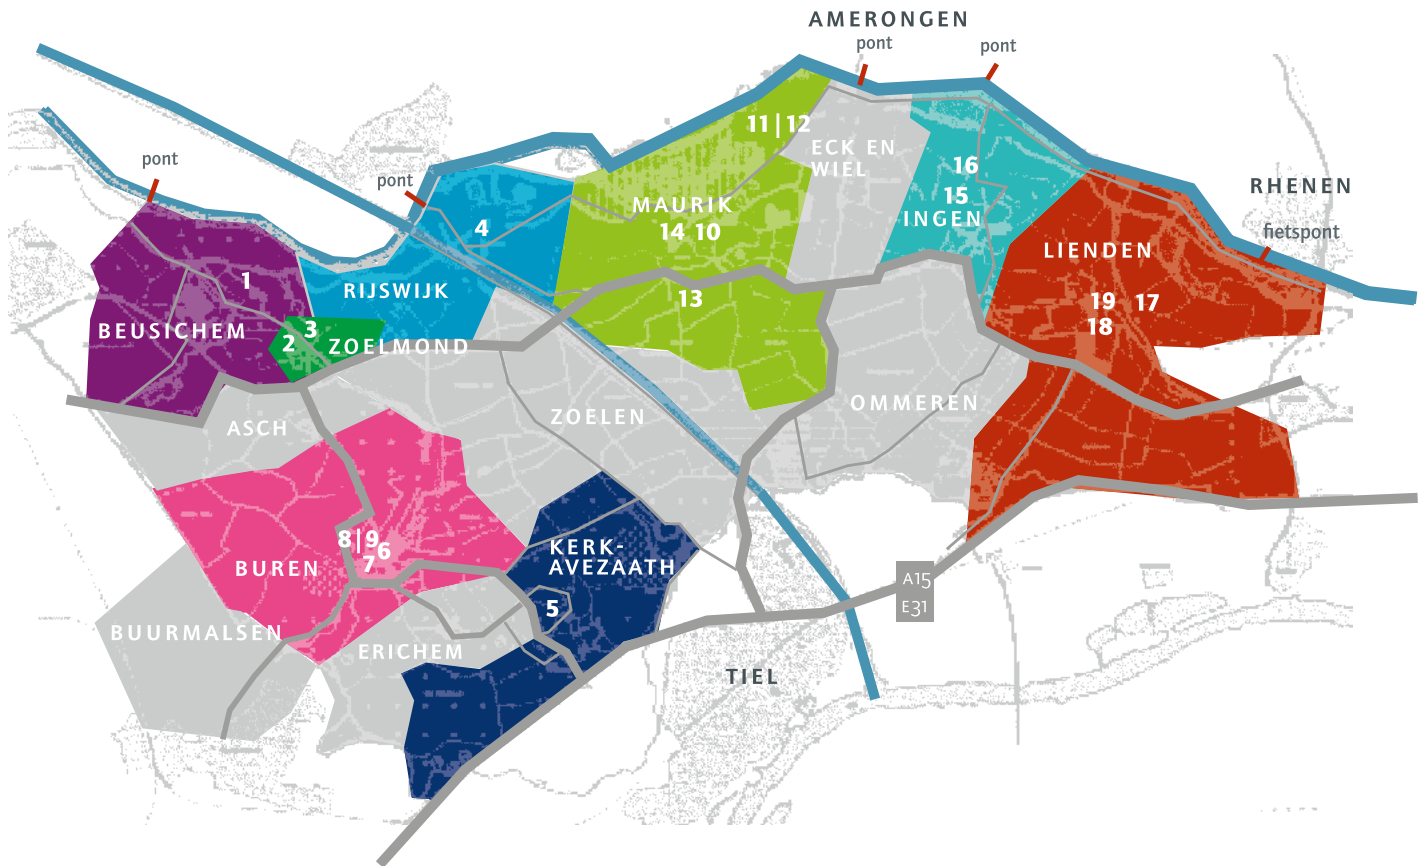 AMERONGEN
pont
pont
11 | 12
ECK EN
WIEL
pont
16
RHENEN
pont
15
MAURIK
INGEN
4
14 10
fietspont
LIENDEN
1
RIJSWIJK
13
19 17
18
BEUSICHEM
3
2
ZOELMOND
OMMEREN
ZOELEN
ASCH
8|9
6
7
KERK-
AVEZAATH
BUREN
A15
E31
5
BUURMALSEN
ERICHEM
TIEL